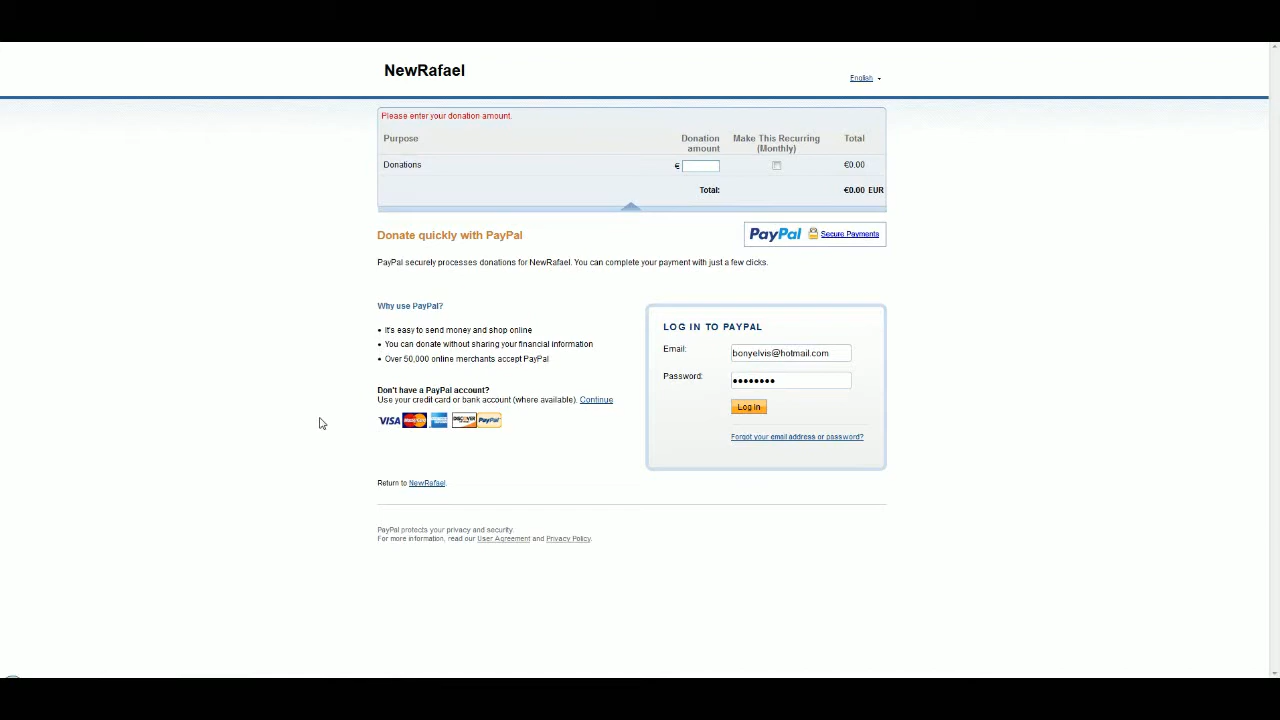 NewRafael
English
Please enter your donation amount.
Purpose Donation amount Make This Recurring (Monthly) Total
Donations € €0.00
Total: €0.00 EUR
Donate quickly with PayPal
PayPal Secure Payments
PayPal securely processes donations for NewRafael. You can complete your payment with just a few clicks.
Why use PayPal?
• It's easy to send money and shop online
• You can donate without sharing your financial information
• Over 50,000 online merchants accept PayPal
Don't have a PayPal account?
Use your credit card or bank account (where available). Continue
VISA MasterCard DISCOVER PayPal
LOG IN TO PAYPAL
Email: bonyelvis@hotmail.com
Password: ••••••••
Log In
Forgot your email address or password?
Return to NewRafael.
PayPal protects your privacy and security.
For more information, read our User Agreement and Privacy Policy.